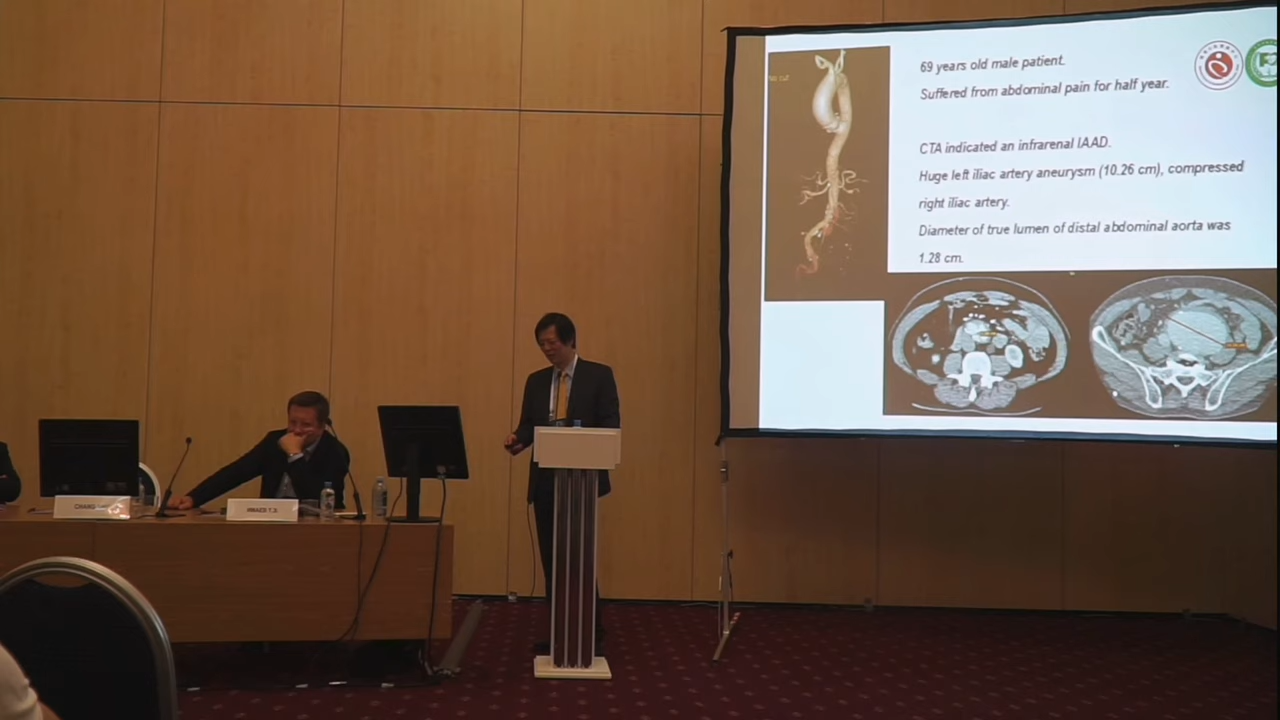 69 years old male patient.
Suffered from abdominal pain for half year.
CTA indicated an infrarenal IAAD.
Huge left iliac artery aneurysm (10.26 cm), compressed
right iliac artery.
Diameter of true lumen of distal abdominal aorta was
1.28 cm.